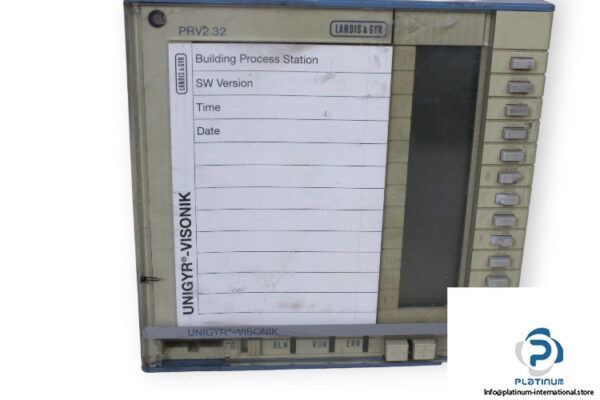 PRV2.32
LANDIS & GYR
LANDIS & GYR
Building Process Station
SW Version
Time
Date
UNIGYR®-VISONIK
UNIGYR®-VISONIK
BLN RUN ERR
PLATINUM
info@platinum-international.store